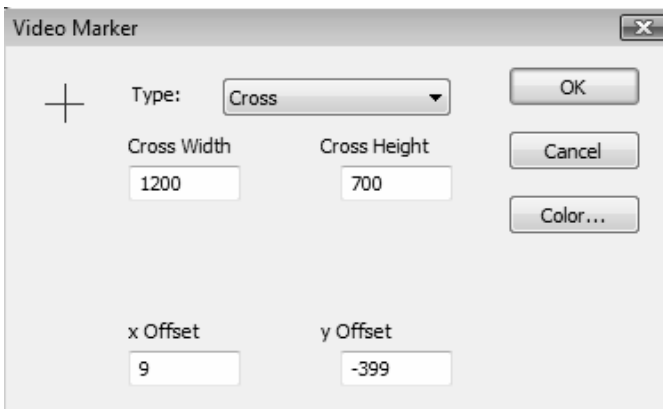 Video Marker
Type: Cross OK
Cross Width Cross Height Cancel
1200 700
Color...
x Offset y Offset
9 -399